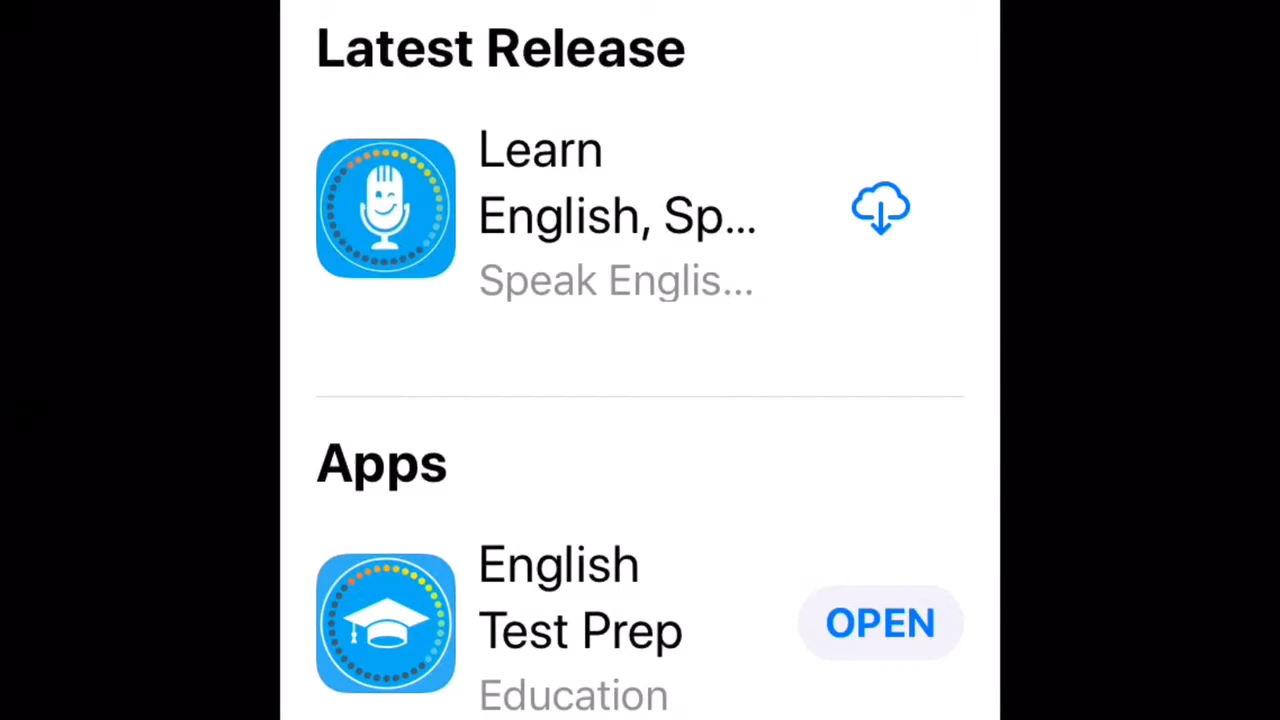 Latest Release
Learn
English, Sp...
Speak Englis...
Apps
English
Test Prep
OPEN
Education